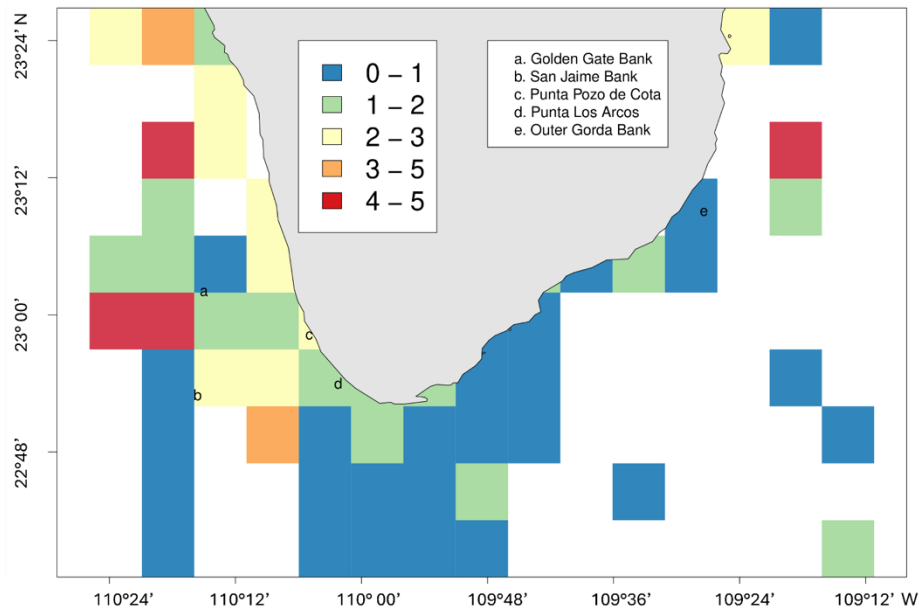 23°24' N
23°12'
23° 00'
22°48'
0 – 1
1 – 2
2 – 3
3 – 5
4 – 5
a. Golden Gate Bank
b. San Jaime Bank
c. Punta Pozo de Cota
d. Punta Los Arcos
e. Outer Gorda Bank
e
a
c
d
b
110°24' 110°12' 110° 00' 109°48' 109°36' 109°24' 109°12' W